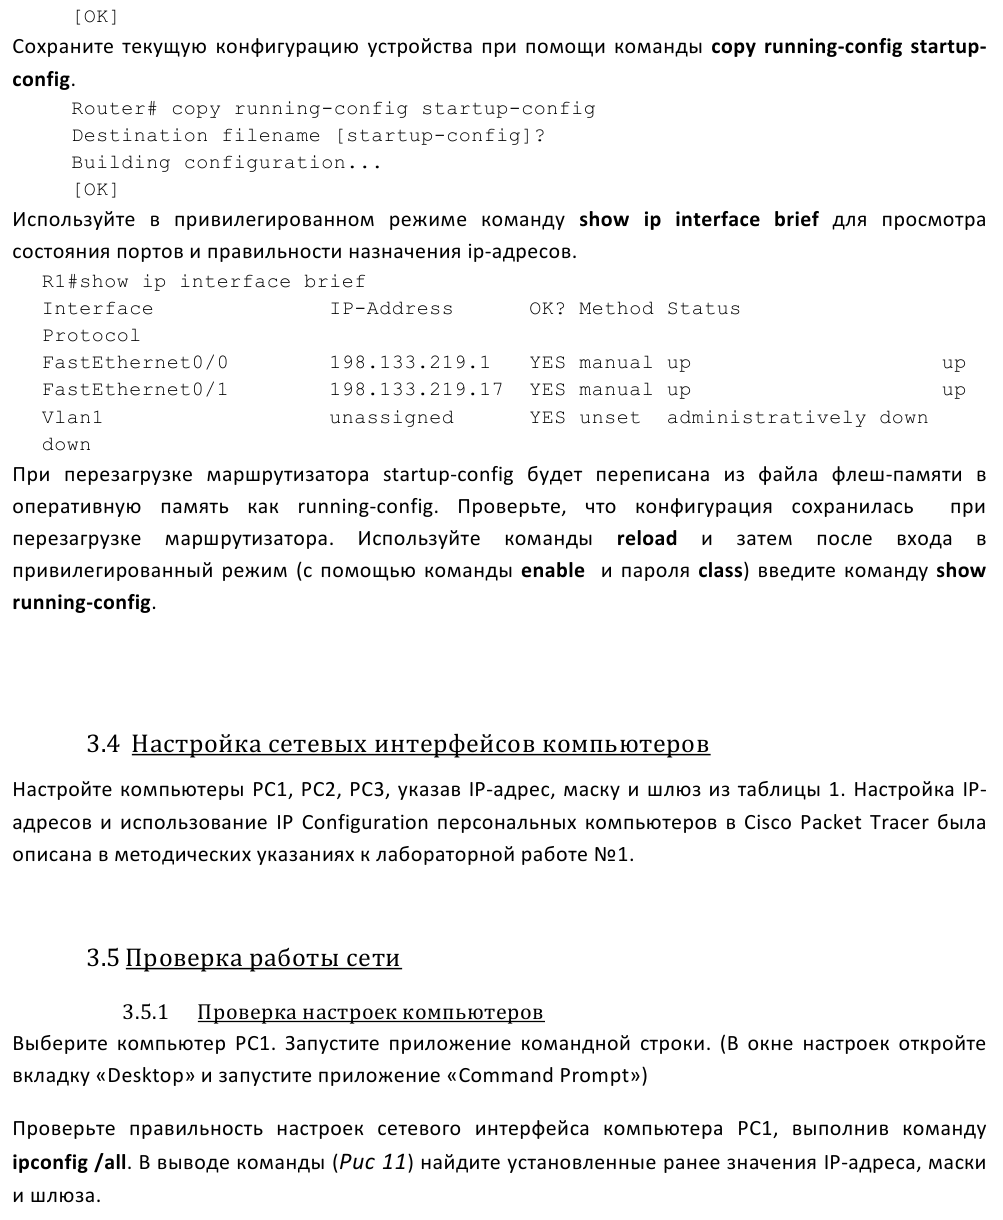 [OK]
Сохраните текущую конфигурацию устройства при помощи команды copy running-config startup-
config.
Router# copy running-config startup-config
Destination filename [startup-config]?
Building configuration...
[OK]
Используйте в привилегированном режиме команду show ip interface brief для просмотра
состояния портов и правильности назначения ip-адресов.
R1#show ip interface brief
Interface IP-Address OK? Method Status
Protocol
FastEthernet0/0 198.133.219.1 YES manual up up
FastEthernet0/1 198.133.219.17 YES manual up up
Vlan1 unassigned YES unset administratively down
down
При перезагрузке маршрутизатора startup-config будет переписана из файла флеш-памяти в
оперативную память как running-config. Проверьте, что конфигурация сохранилась при
перезагрузке маршрутизатора. Используйте команды reload и затем после входа в
привилегированный режим (с помощью команды enable и пароля class) введите команду show
running-config.
3.4 Настройка сетевых интерфейсов компьютеров
Настройте компьютеры PC1, PC2, PC3, указав IP-адрес, маску и шлюз из таблицы 1. Настройка IP-
адресов и использование IP Configuration персональных компьютеров в Cisco Packet Tracer была
описана в методических указаниях к лабораторной работе №1.
3.5 Проверка работы сети
3.5.1 Проверка настроек компьютеров
Выберите компьютер PC1. Запустите приложение командной строки. (В окне настроек откройте
вкладку «Desktop» и запустите приложение «Command Prompt»)
Проверьте правильность настроек сетевого интерфейса компьютера PC1, выполнив команду
ipconfig /all. В выводе команды (Рис 11) найдите установленные ранее значения IP-адреса, маски
и шлюза.